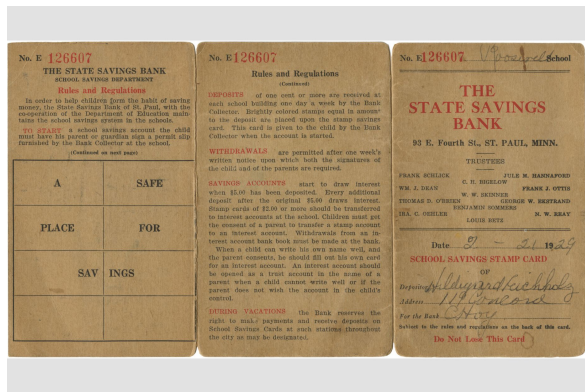 No. E 126607
THE STATE SAVINGS BANK
SCHOOL SAVINGS DEPARTMENT
Rules and Regulations
In order to help children form the habit of saving
money, the State Savings Bank of St. Paul, with the
co-operation of the Department of Education main-
tains the school savings system in the schools.
TO START a school savings account the child
must have his parent or guardian sign a permit slip
furnished by the Bank Collector at the school.
(Continued on next page)
A SAFE
PLACE FOR
SAV INGS
No. E 126607
Rules and Regulations
(Continued)
DEPOSITS of one cent or more are received at
each school building one day a week by the Bank
Collector. Brightly colored stamps equal in amount
to the deposit are placed upon the stamp savings
card. This card is given to the child by the Bank
Collector when the account is started.
WITHDRAWALS are permitted after one week's
written notice upon which both the signatures of
the child and of the parents are required.
SAVINGS ACCOUNTS start to draw interest
when $5.00 has been deposited. Every additional
deposit after the original $5.00 draws interest.
Stamp cards of $2.00 or more should be transferred
to interest accounts at the school. Children must get
the consent of a parent to transfer a stamp account
to an interest account. Withdrawals from an in-
terest account bank book must be made at the bank.
When a child can write his own name well, and
the parent consents, he should fill out his own card
for an interest account. An interest account should
be opened as a trust account in the name of a
parent when a child cannot write well or if the
parent does not wish the account in the child's
control.
DURING VACATIONS the Bank reserves the
right to make payments and receive deposits on
School Savings Cards at such stations throughout
the city as may be designated.
No. E126607 Roosevelt School
THE
STATE SAVINGS
BANK
93 E. Fourth St., ST. PAUL, MINN.
TRUSTEES
FRANK SCHLICK JULE M. HANNAFORD
C. H. BIGELOW
WM. J. DEAN FRANK J. OTTIS
W. W. SKINNER
THOMAS D. O'BRIEN GEORGE W. EKSTRAND
BENJAMIN SOMMERS
IRA. C. OEHLER N. W. REAY
LOUIS BETZ
Date 2 - 21 1929
SCHOOL SAVINGS STAMP CARD
OF
Depositor Hildegard Eichholz
Address 119 Concord
For the Bank C Hoy
Subject to the rules and regulations on the back of this card.
Do Not Lose This Card